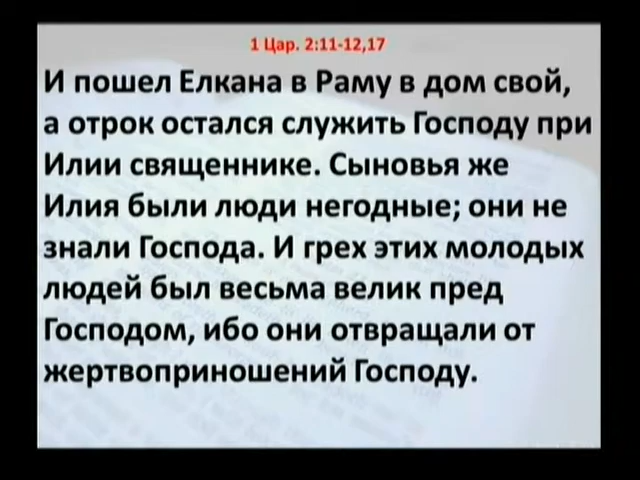 1 Цар. 2:11-12,17
И пошел Елкана в Раму в дом свой,
а отрок остался служить Господу при
Илии священнике. Сыновья же
Илия были люди негодные; они не
знали Господа. И грех этих молодых
людей был весьма велик пред
Господом, ибо они отвращали от
жертвоприношений Господу.